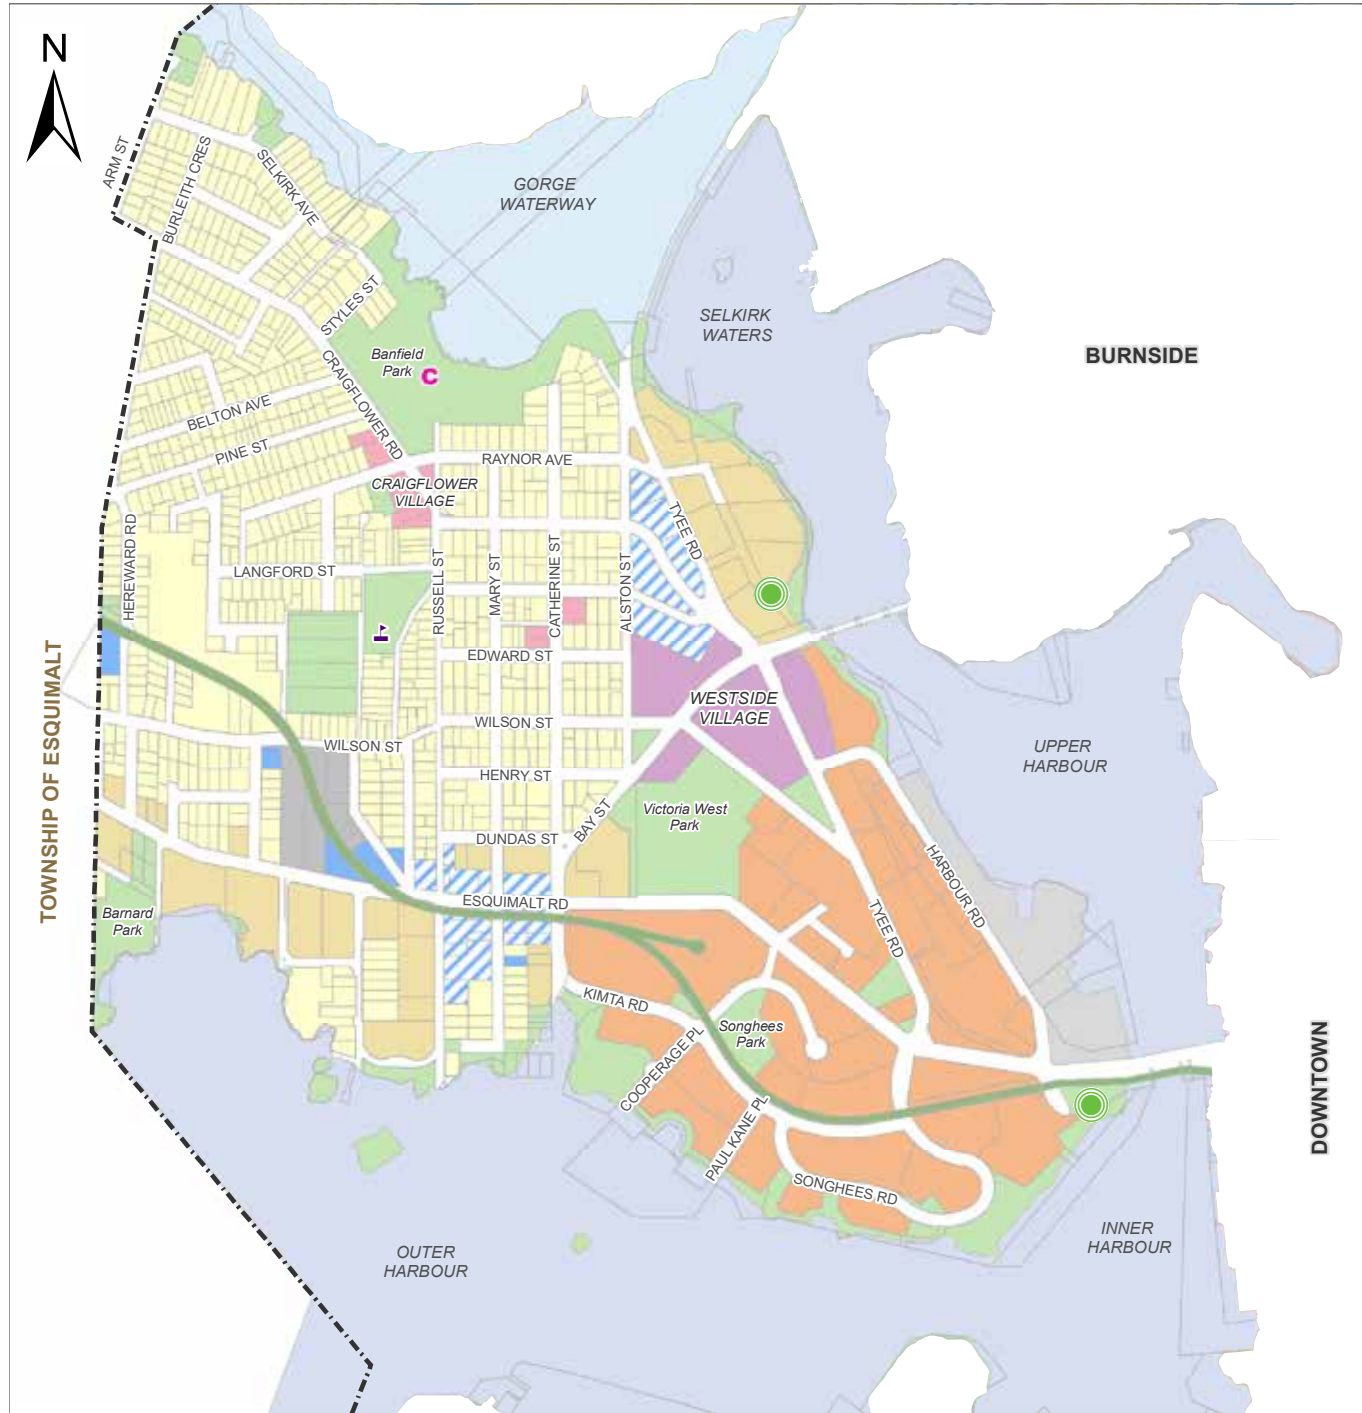 N
ARM ST
BURLEITH CRES
SELKIRK AVE
GORGE
WATERWAY
STYLES ST
SELKIRK
WATERS
BURNSIDE
Banfield
Park
C
CRAIGFLOWER RD
BELTON AVE
PINE ST
RAYNOR AVE
CRAIGFLOWER
VILLAGE
TYEE RD
HEREWARD RD
LANGFORD ST
RUSSELL ST
MARY ST
CATHERINE ST
ALSTON ST
EDWARD ST
TOWNSHIP OF ESQUIMALT
WESTSIDE
VILLAGE
WILSON ST
WILSON ST
UPPER
HARBOUR
HENRY ST
Victoria West
Park
BAY ST
DUNDAS ST
HARBOUR RD
ESQUIMALT RD
TYEE RD
Barnard
Park
KIMTA RD
Songhees
Park
COOPERAGE PL
DOWNTOWN
PAUL KANE PL
SONGHEES RD
INNER
HARBOUR
OUTER
HARBOUR